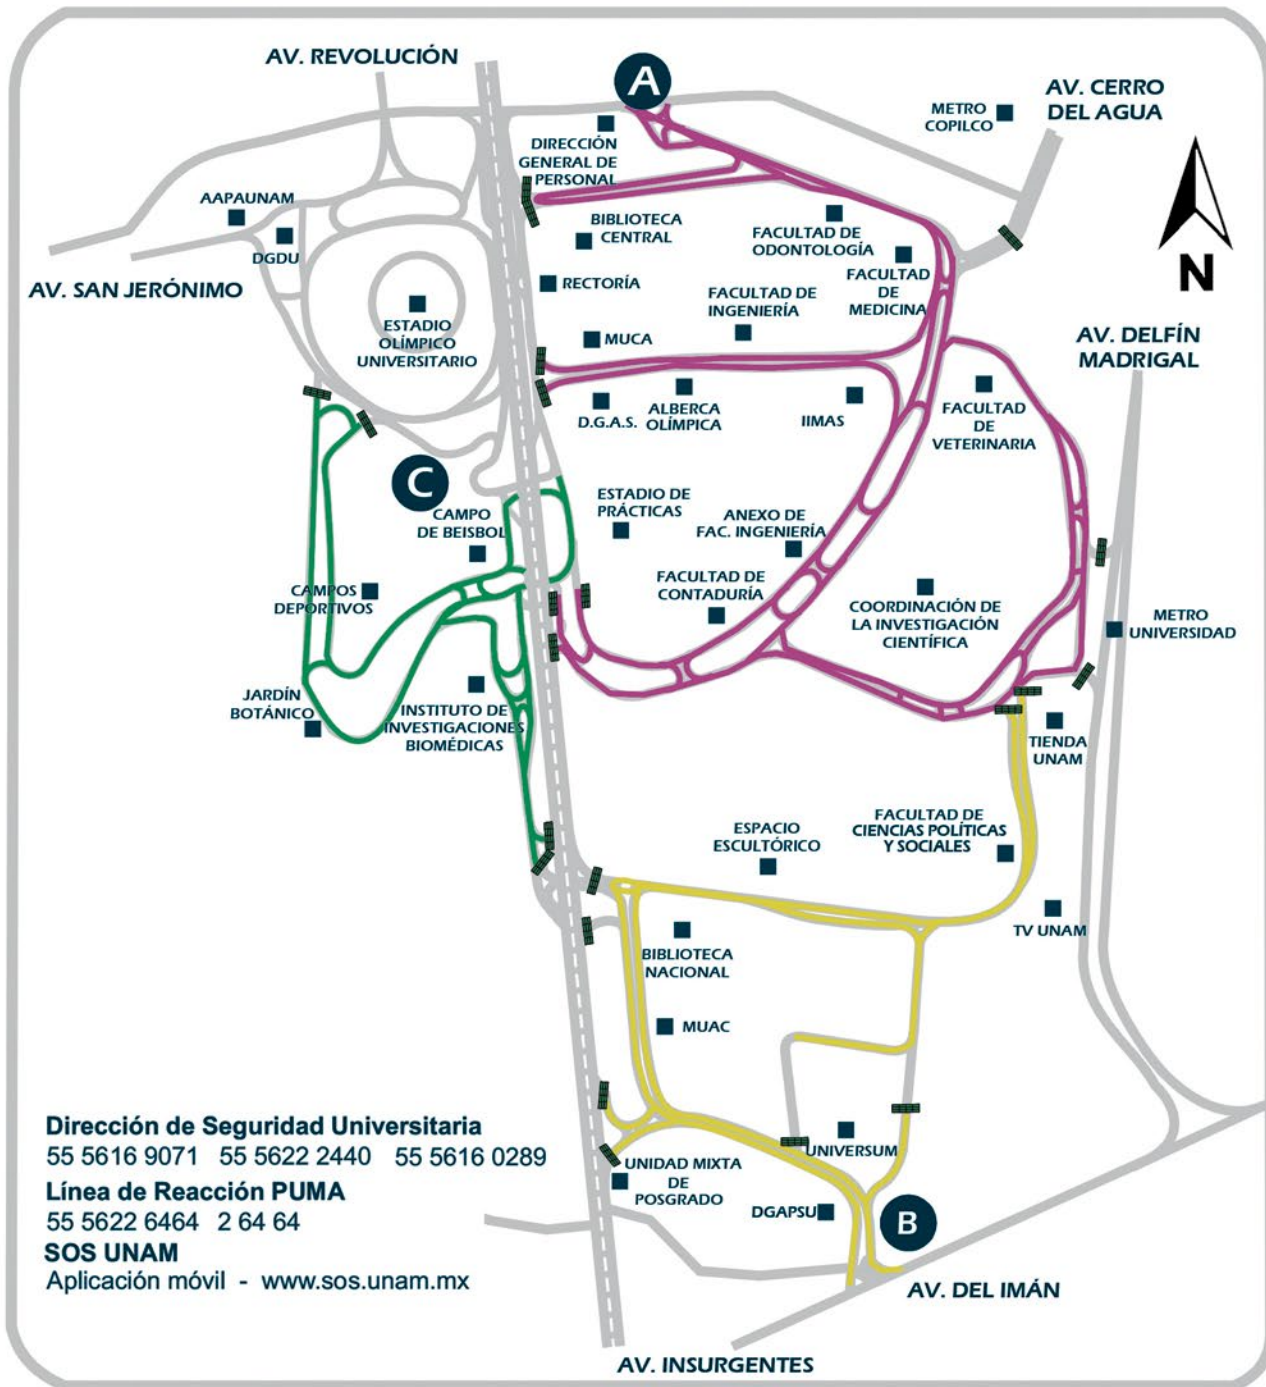 AV. REVOLUCIÓN
A
AV. CERRO
DEL AGUA
METRO
COPILCO
DIRECCIÓN
GENERAL DE
PERSONAL
AAPAUNAM
DGDU
BIBLIOTECA
CENTRAL
FACULTAD DE
ODONTOLOGÍA
FACULTAD
DE
MEDICINA
N
AV. SAN JERÓNIMO
RECTORÍA
FACULTAD DE
INGENIERÍA
ESTADIO
OLÍMPICO
UNIVERSITARIO
MUCA
AV. DELFÍN
MADRIGAL
D.G.A.S.
ALBERCA
OLÍMPICA
IIMAS
FACULTAD
DE
VETERINARIA
C
CAMPO
DE BEISBOL
ESTADIO DE
PRÁCTICAS
ANEXO DE
FAC. INGENIERÍA
CAMPOS
DEPORTIVOS
FACULTAD DE
CONTADURÍA
COORDINACIÓN DE
LA INVESTIGACIÓN
CIENTÍFICA
METRO
UNIVERSIDAD
JARDÍN
BOTÁNICO
INSTITUTO DE
INVESTIGACIONES
BIOMÉDICAS
TIENDA
UNAM
ESPACIO
ESCULTÓRICO
FACULTAD DE
CIENCIAS POLÍTICAS
Y SOCIALES
TV UNAM
BIBLIOTECA
NACIONAL
MUAC
UNIVERSUM
UNIDAD MIXTA
DE
POSGRADO
DGAPSU
B
Dirección de Seguridad Universitaria
55 5616 9071 55 5622 2440 55 5616 0289
Línea de Reacción PUMA
55 5622 6464 2 64 64
SOS UNAM
Aplicación móvil - www.sos.unam.mx
AV. DEL IMÁN
AV. INSURGENTES